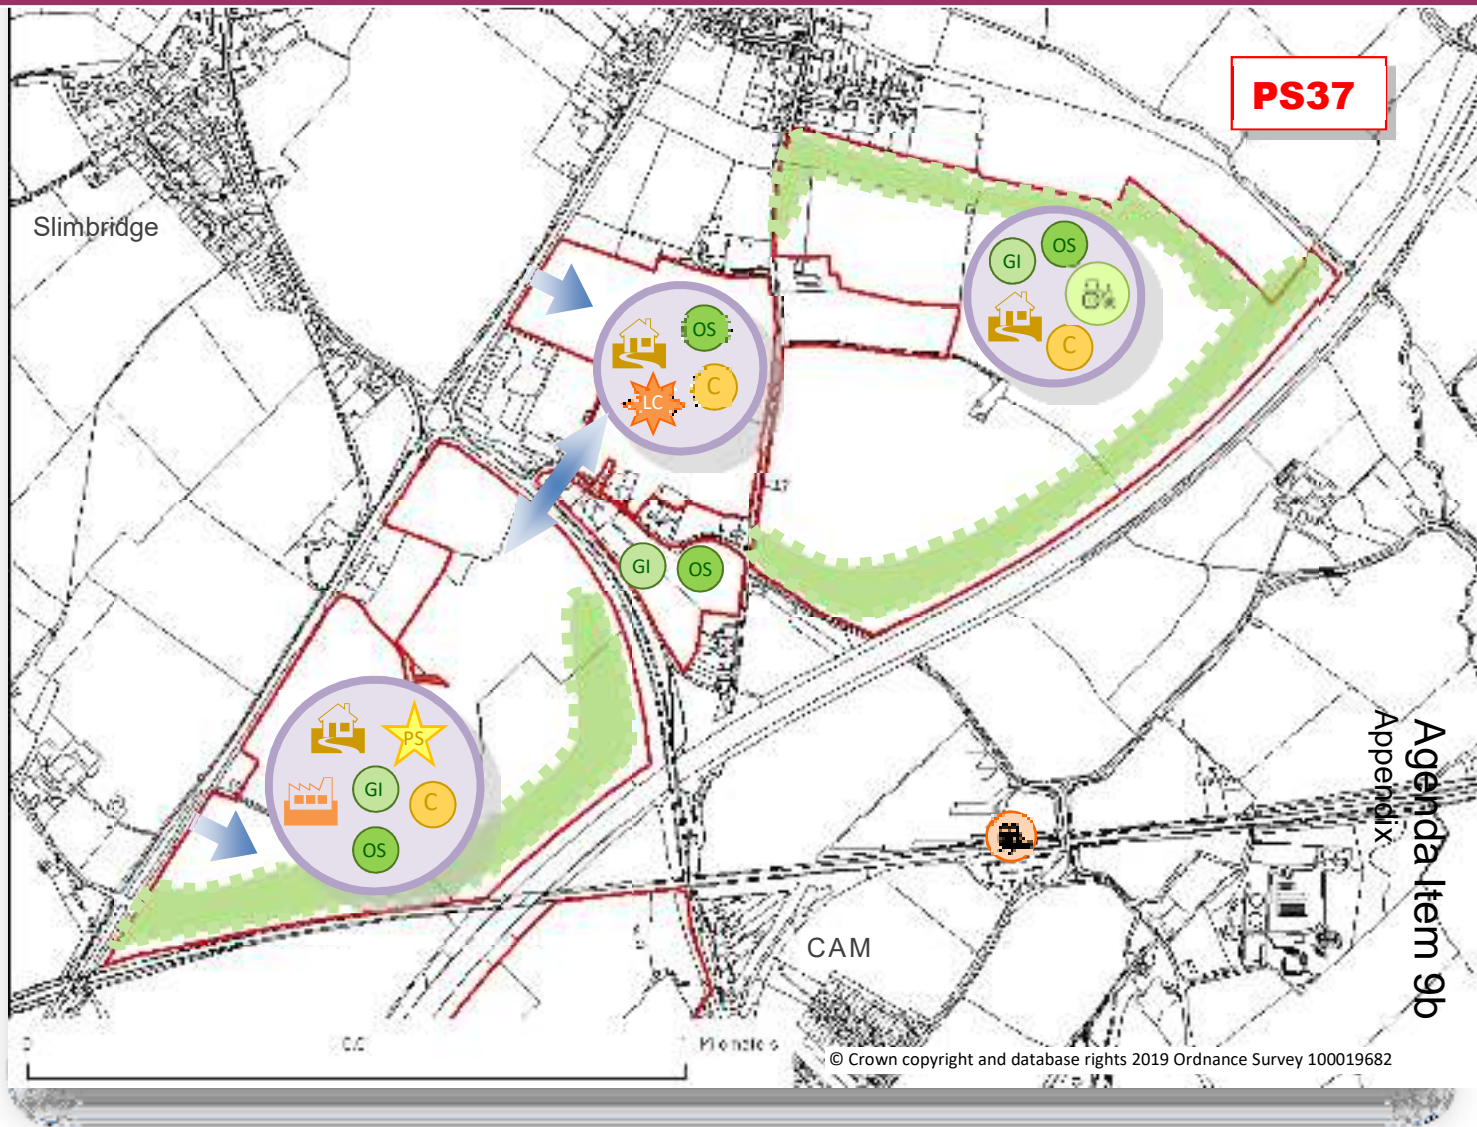 PS37
Slimbridge
OS
GI
OS
C
LC
C
GI
OS
PS
GI
C
OS
CAM
Agenda Item 9b
Appendix
© Crown copyright and database rights 2019 Ordnance Survey 100019682